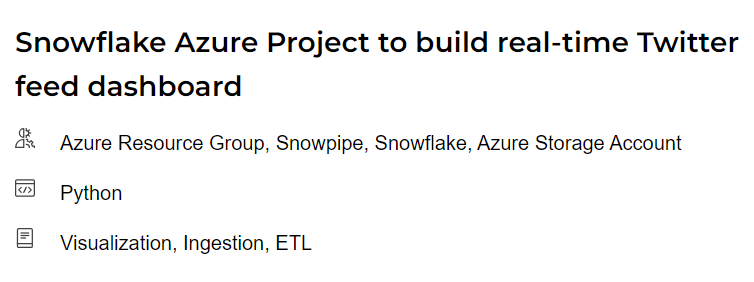 Snowflake Azure Project to build real-time Twitter
feed dashboard
Azure Resource Group, Snowpipe, Snowflake, Azure Storage Account
Python
Visualization, Ingestion, ETL